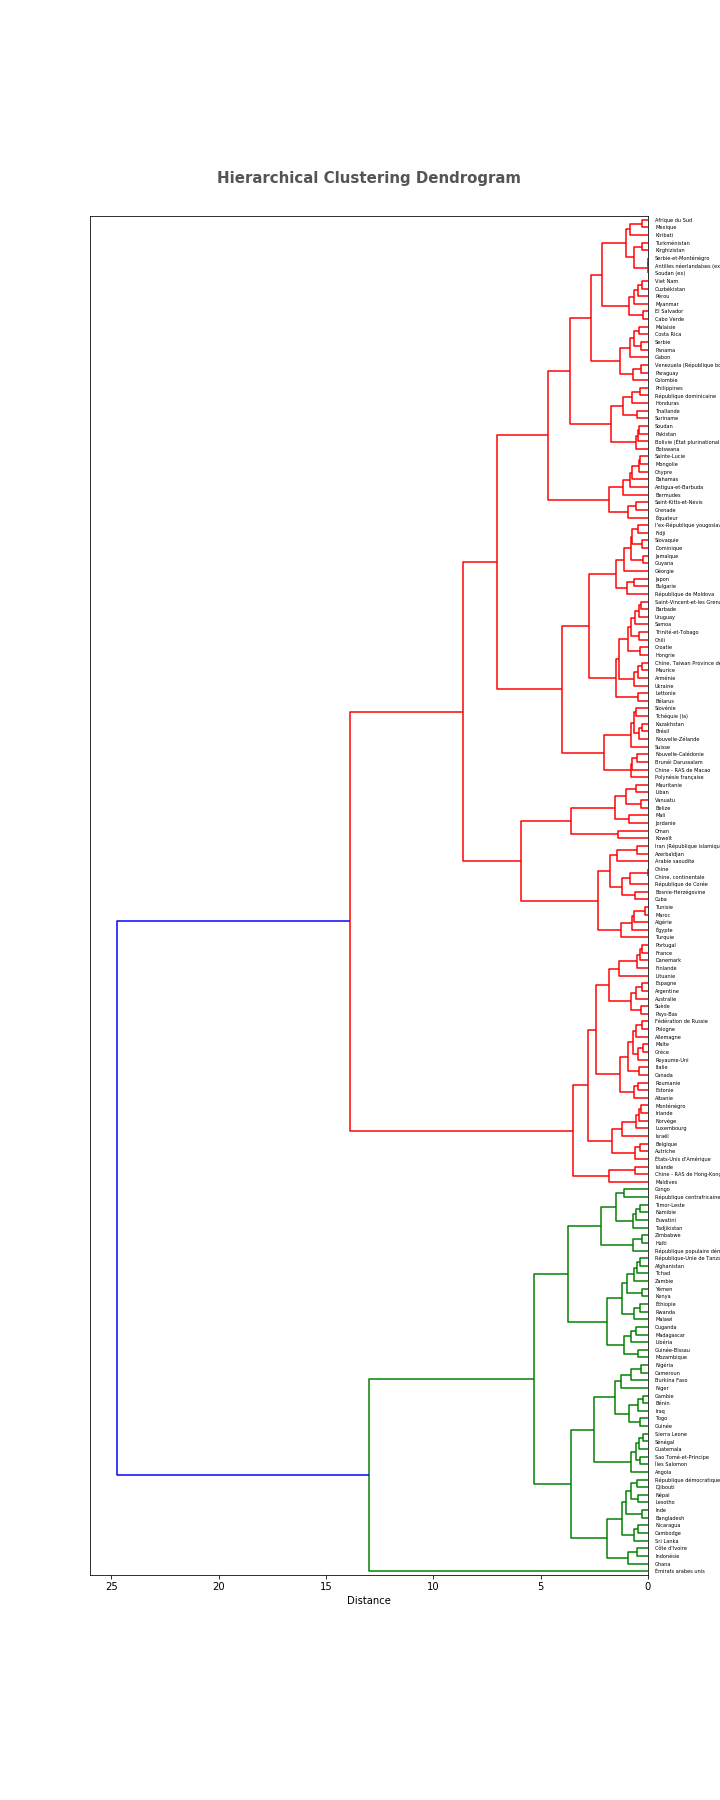 Hierarchical Clustering Dendrogram
Afrique du Sud
Mexique
Kiribati
Turkménistan
Kirghizistan
Serbie-et-Monténégro
Antilles néerlandaises (ex
Soudan (ex)
Viet Nam
Ouzbékistan
Pérou
Myanmar
El Salvador
Cabo Verde
Malaisie
Costa Rica
Serbie
Panama
Gabon
Venezuela (République bo
Paraguay
Colombie
Philippines
République dominicaine
Honduras
Thaïlande
Suriname
Soudan
Pakistan
Bolivie (État plurinational
Botswana
Sainte-Lucie
Mongolie
Chypre
Bahamas
Antigua-et-Barbuda
Bermudes
Saint-Kitts-et-Nevis
Grenade
Équateur
l'ex-République yougoslav
Fidji
Slovaquie
Dominique
Jamaïque
Guyana
Géorgie
Japon
Bulgarie
République de Moldova
Saint-Vincent-et-les Grena
Barbade
Uruguay
Samoa
Trinité-et-Tobago
Chili
Croatie
Hongrie
Chine, Taiwan Province de
Maurice
Arménie
Ukraine
Lettonie
Bélarus
Slovénie
Tchéquie (la)
Kazakhstan
Brésil
Nouvelle-Zélande
Suisse
Nouvelle-Calédonie
Brunéi Darussalam
Chine - RAS de Macao
Polynésie française
Mauritanie
Liban
Vanuatu
Belize
Mali
Jordanie
Oman
Koweït
Iran (République islamiqu
Azerbaïdjan
Arabie saoudite
Chine
Chine, continentale
République de Corée
Bosnie-Herzégovine
Cuba
Tunisie
Maroc
Algérie
Égypte
Turquie
Portugal
France
Danemark
Finlande
Lituanie
Espagne
Argentine
Australie
Suède
Pays-Bas
Fédération de Russie
Pologne
Allemagne
Malte
Grèce
Royaume-Uni
Italie
Canada
Roumanie
Estonie
Albanie
Monténégro
Irlande
Norvège
Luxembourg
Israël
Belgique
Autriche
États-Unis d'Amérique
Islande
Chine - RAS de Hong-Kong
Maldives
Congo
République centrafricaine
Timor-Leste
Namibie
Eswatini
Tadjikistan
Zimbabwe
Haïti
République populaire dém
République-Unie de Tanza
Afghanistan
Tchad
Zambie
Yémen
Kenya
Éthiopie
Rwanda
Malawi
Ouganda
Madagascar
Libéria
Guinée-Bissau
Mozambique
Nigéria
Cameroun
Burkina Faso
Niger
Gambie
Bénin
Iraq
Togo
Guinée
Sierra Leone
Sénégal
Guatemala
Sao Tomé-et-Principe
Îles Salomon
Angola
République démocratique
Djibouti
Népal
Lesotho
Inde
Bangladesh
Nicaragua
Cambodge
Sri Lanka
Côte d'Ivoire
Indonésie
Ghana
Émirats arabes unis
25 20 15 10 5 0
Distance